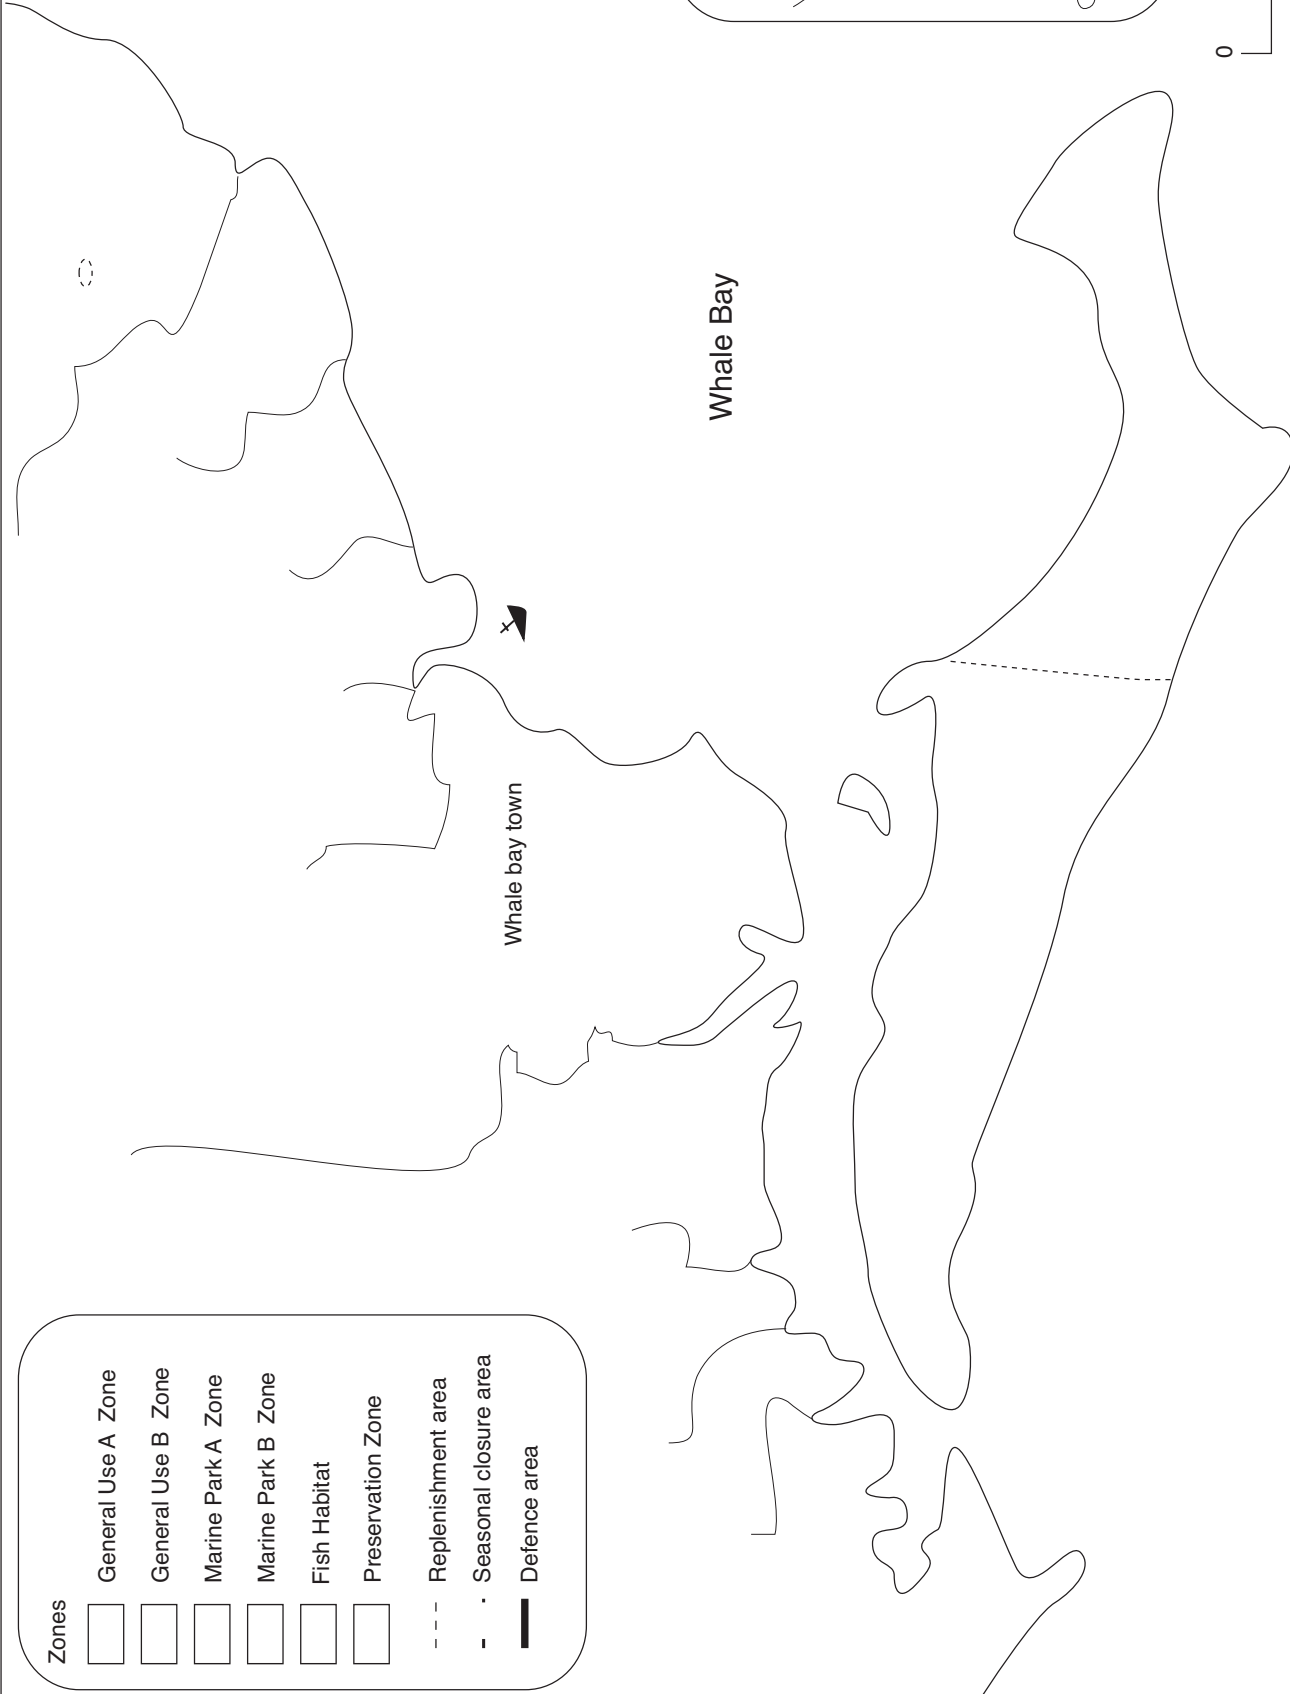 Zones
General Use A Zone
General Use B Zone
Marine Park A Zone
Marine Park B Zone
Fish Habitat
Preservation Zone
Replenishment area
Seasonal closure area
Defence area
Whale bay town
Whale Bay
0